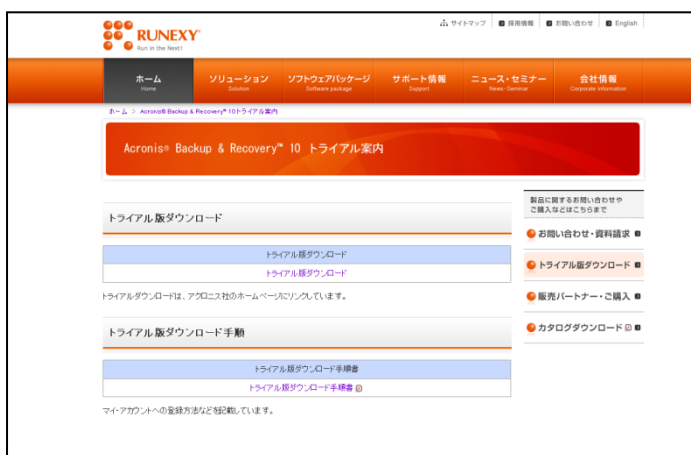 RUNEXY
Run in the Next!
サイトマップ 採用情報 お問い合わせ English
ホーム ソリューション ソフトウェアパッケージ サポート情報 ニュース・セミナー 会社情報
Home Solution Software package Support News・Seminar Corporate information
ホーム > Acronis® Backup & Recovery™ 10トライアル案内
Acronis® Backup & Recovery™ 10 トライアル案内
トライアル版ダウンロード
トライアル版ダウンロード
トライアル版ダウンロード
トライアルダウンロードは、アクロニス社のホームページにリンクしています。
トライアル版ダウンロード手順
トライアル版ダウンロード手順書
トライアル版ダウンロード手順書
マイ・アカウントへの登録方法などを記載しています。
製品に関するお問い合わせや
ご購入などはこちらまで
お問い合わせ・資料請求
トライアル版ダウンロード
販売パートナー・ご購入
カタログダウンロード